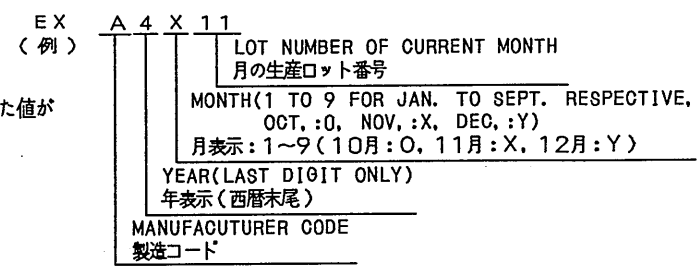 EX A 4 X 11
(例)
LOT NUMBER OF CURRENT MONTH
月の生産ロット番号
た値が
MONTH(1 TO 9 FOR JAN. TO SEPT. RESPECTIVE,
OCT,:O, NOV,:X, DEC,:Y)
月表示:1~9(10月:O, 11月:X, 12月:Y)
YEAR(LAST DIGIT ONLY)
年表示(西暦末尾)
MANUFACUTURER CODE
製造コード